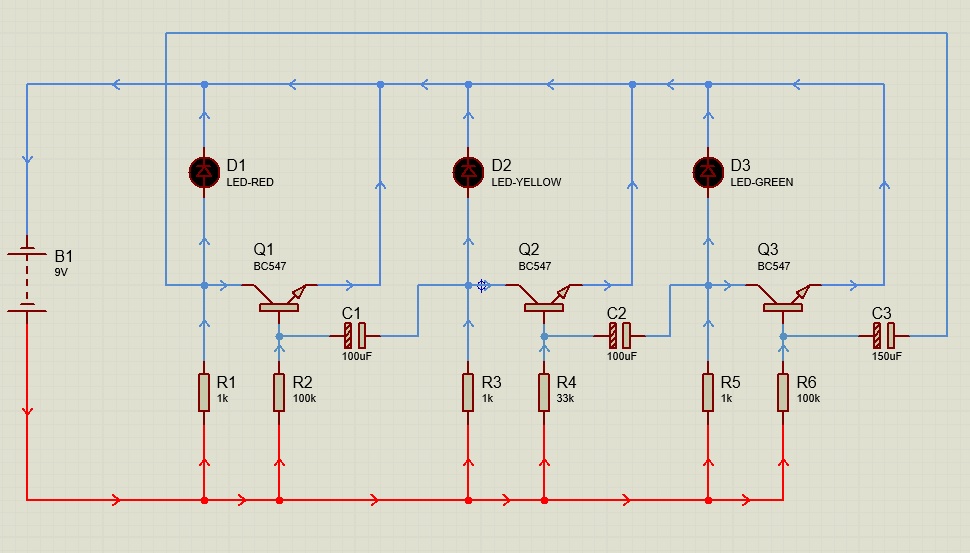 D1
LED-RED
D2
LED-YELLOW
D3
LED-GREEN
B1
9V
Q1
BC547
Q2
BC547
Q3
BC547
C1
100uF
C2
100uF
C3
150uF
R1
1k
R2
100k
R3
1k
R4
33k
R5
1k
R6
100k